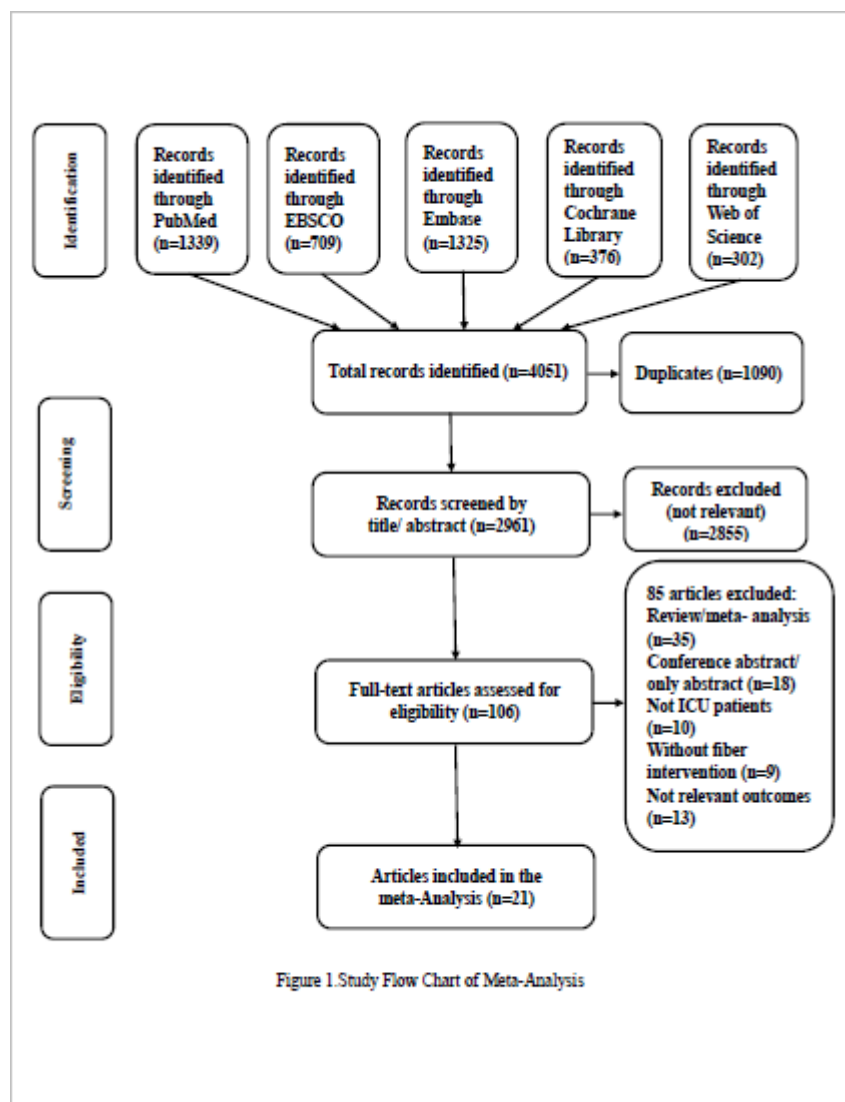 Identification
Records
identified
through
PubMed
(n=1339)
Records
identified
through
EBSCO
(n=709)
Records
identified
through
Embase
(n=1325)
Records
identified
through
Cochrane
Library
(n=376)
Records
identified
through
Web of
Science
(n=302)
Total records identified (n=4051)
Duplicates (n=1090)
Screening
Records screened by
title/ abstract (n=2961)
Records excluded
(not relevant)
(n=2855)
Eligibility
Full-text articles assessed for
eligibility (n=106)
85 articles excluded:
Review/meta- analysis
(n=35)
Conference abstract/
only abstract (n=18)
Not ICU patients
(n=10)
Without fiber
intervention (n=9)
Not relevant outcomes
(n=13)
Included
Articles included in the
meta-Analysis (n=21)
Figure 1.Study Flow Chart of Meta-Analysis